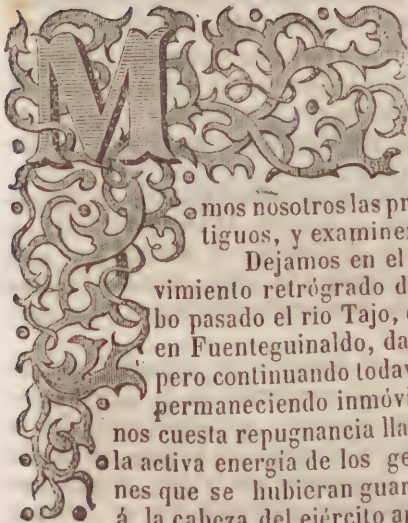 M
mos nosotros las pr
tiguos, y examine
Dejamos en el
vimiento retrógrado d
bo pasado el rio Tajo,
en Fuenteguinaldo, da
pero continuando todav
permaneciendo inmóvi
nos cuesta repugnancia lla
la activa energía de los ge
nes que se hubieran guar
á la cabeza del ejército an